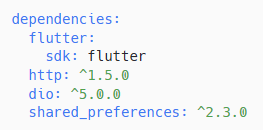 dependencies:
  flutter:
    sdk: flutter
  http: ^1.5.0
  dio: ^5.0.0
  shared_preferences: ^2.3.0